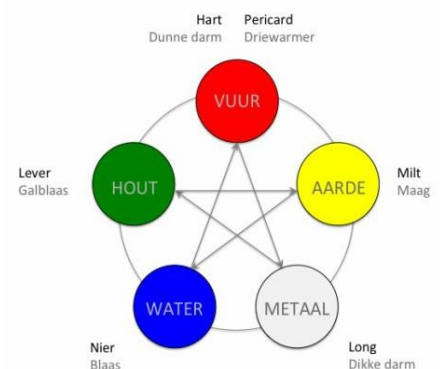 Hart Pericard
Dunne darm Driewarmer
VUUR
Lever
Galblaas
HOUT
AARDE
Milt
Maag
WATER
METAAL
Nier
Blaas
Long
Dikke darm